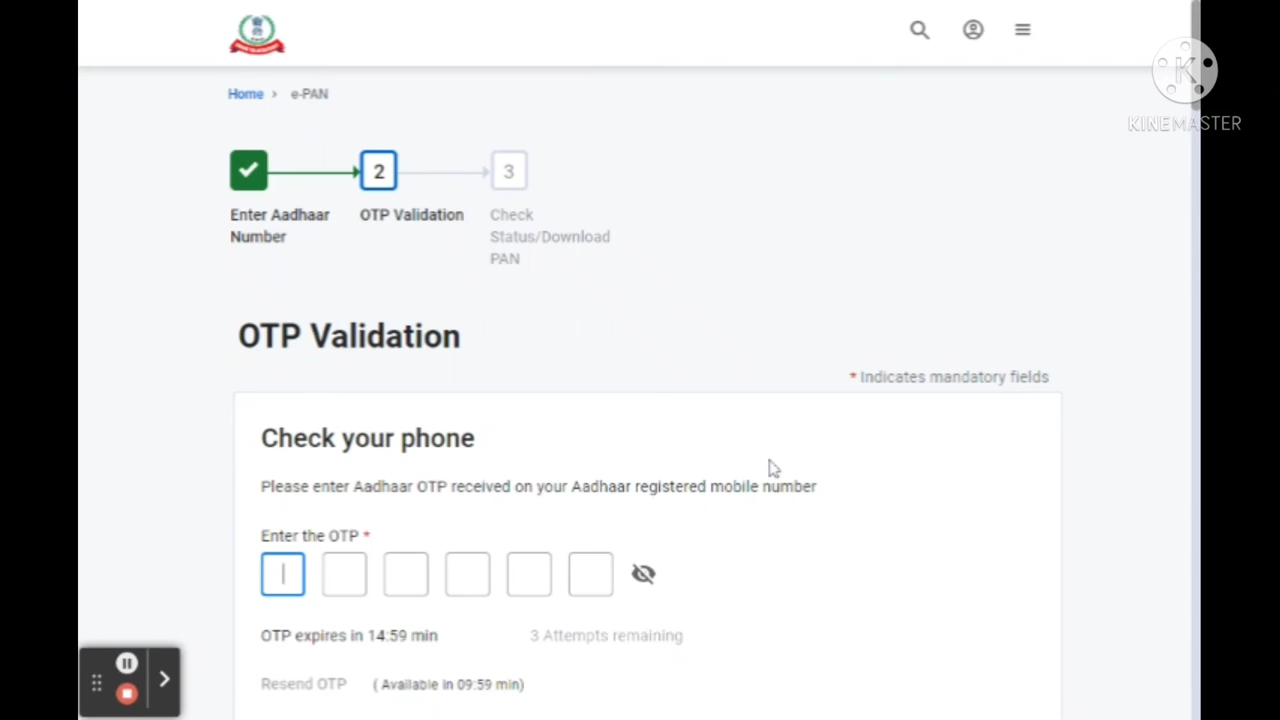 K
KINEMASTER
Home > e-PAN
2
3
Enter Aadhaar
Number
OTP Validation
Check
Status/Download
PAN
OTP Validation
* Indicates mandatory fields
Check your phone
Please enter Aadhaar OTP received on your Aadhaar registered mobile number
Enter the OTP *
OTP expires in 14:59 min
3 Attempts remaining
Resend OTP
( Available in 09:59 min)